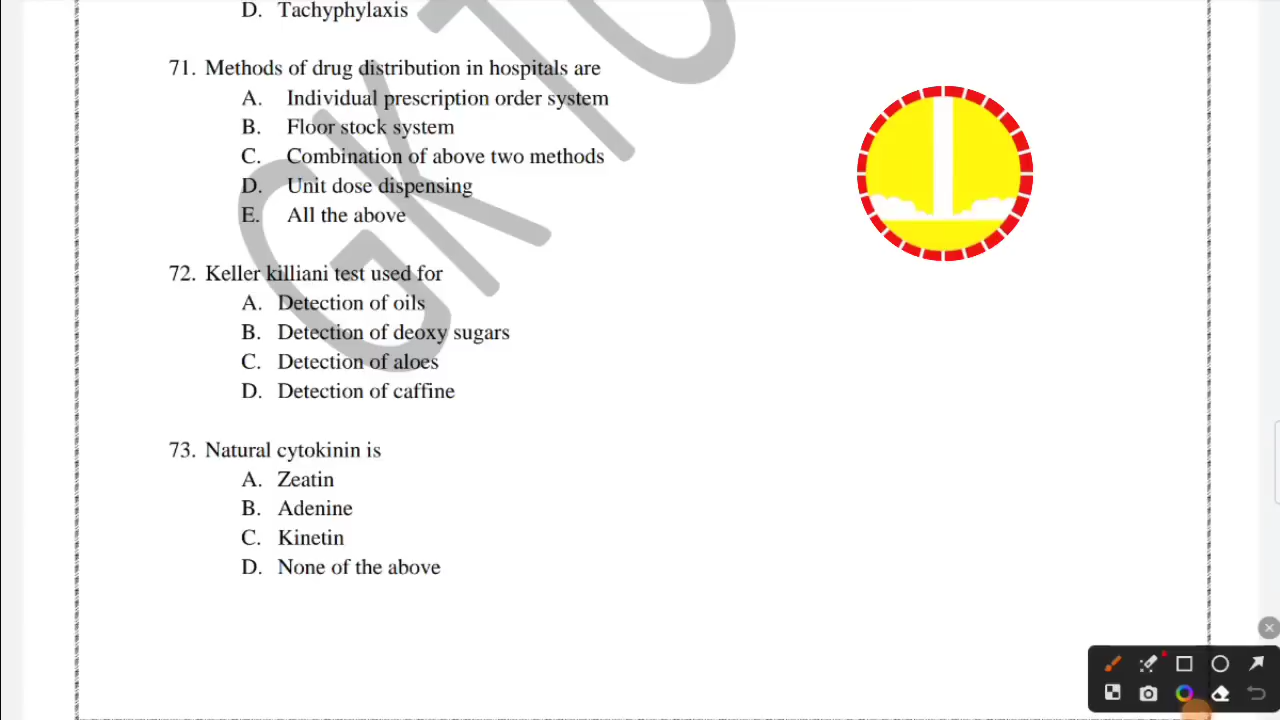 D. Tachyphylaxis
71. Methods of drug distribution in hospitals are
A. Individual prescription order system
B. Floor stock system
C. Combination of above two methods
D. Unit dose dispensing
E. All the above
72. Keller killiani test used for
A. Detection of oils
B. Detection of deoxy sugars
C. Detection of aloes
D. Detection of caffine
73. Natural cytokinin is
A. Zeatin
B. Adenine
C. Kinetin
D. None of the above